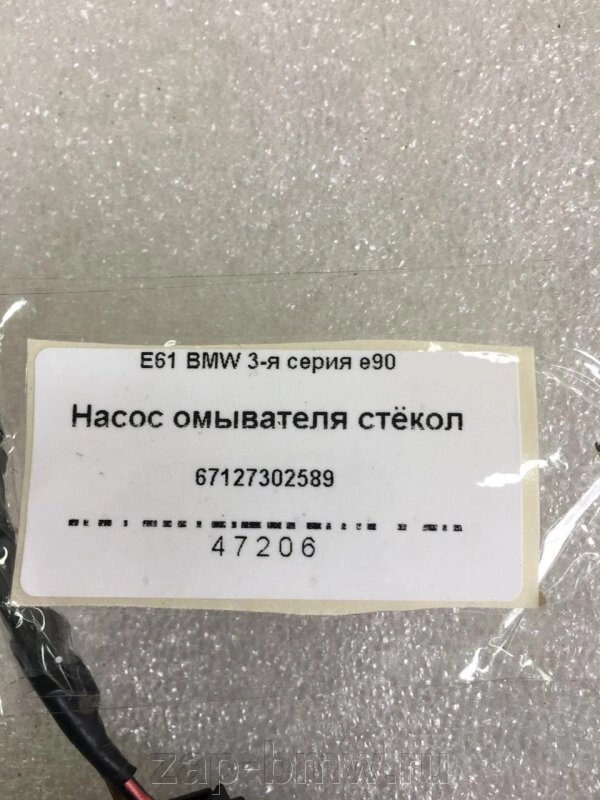 E61 BMW 3-я серия e90
Насос омывателя стёкол
67127302589
47206
zap-bmw.ru